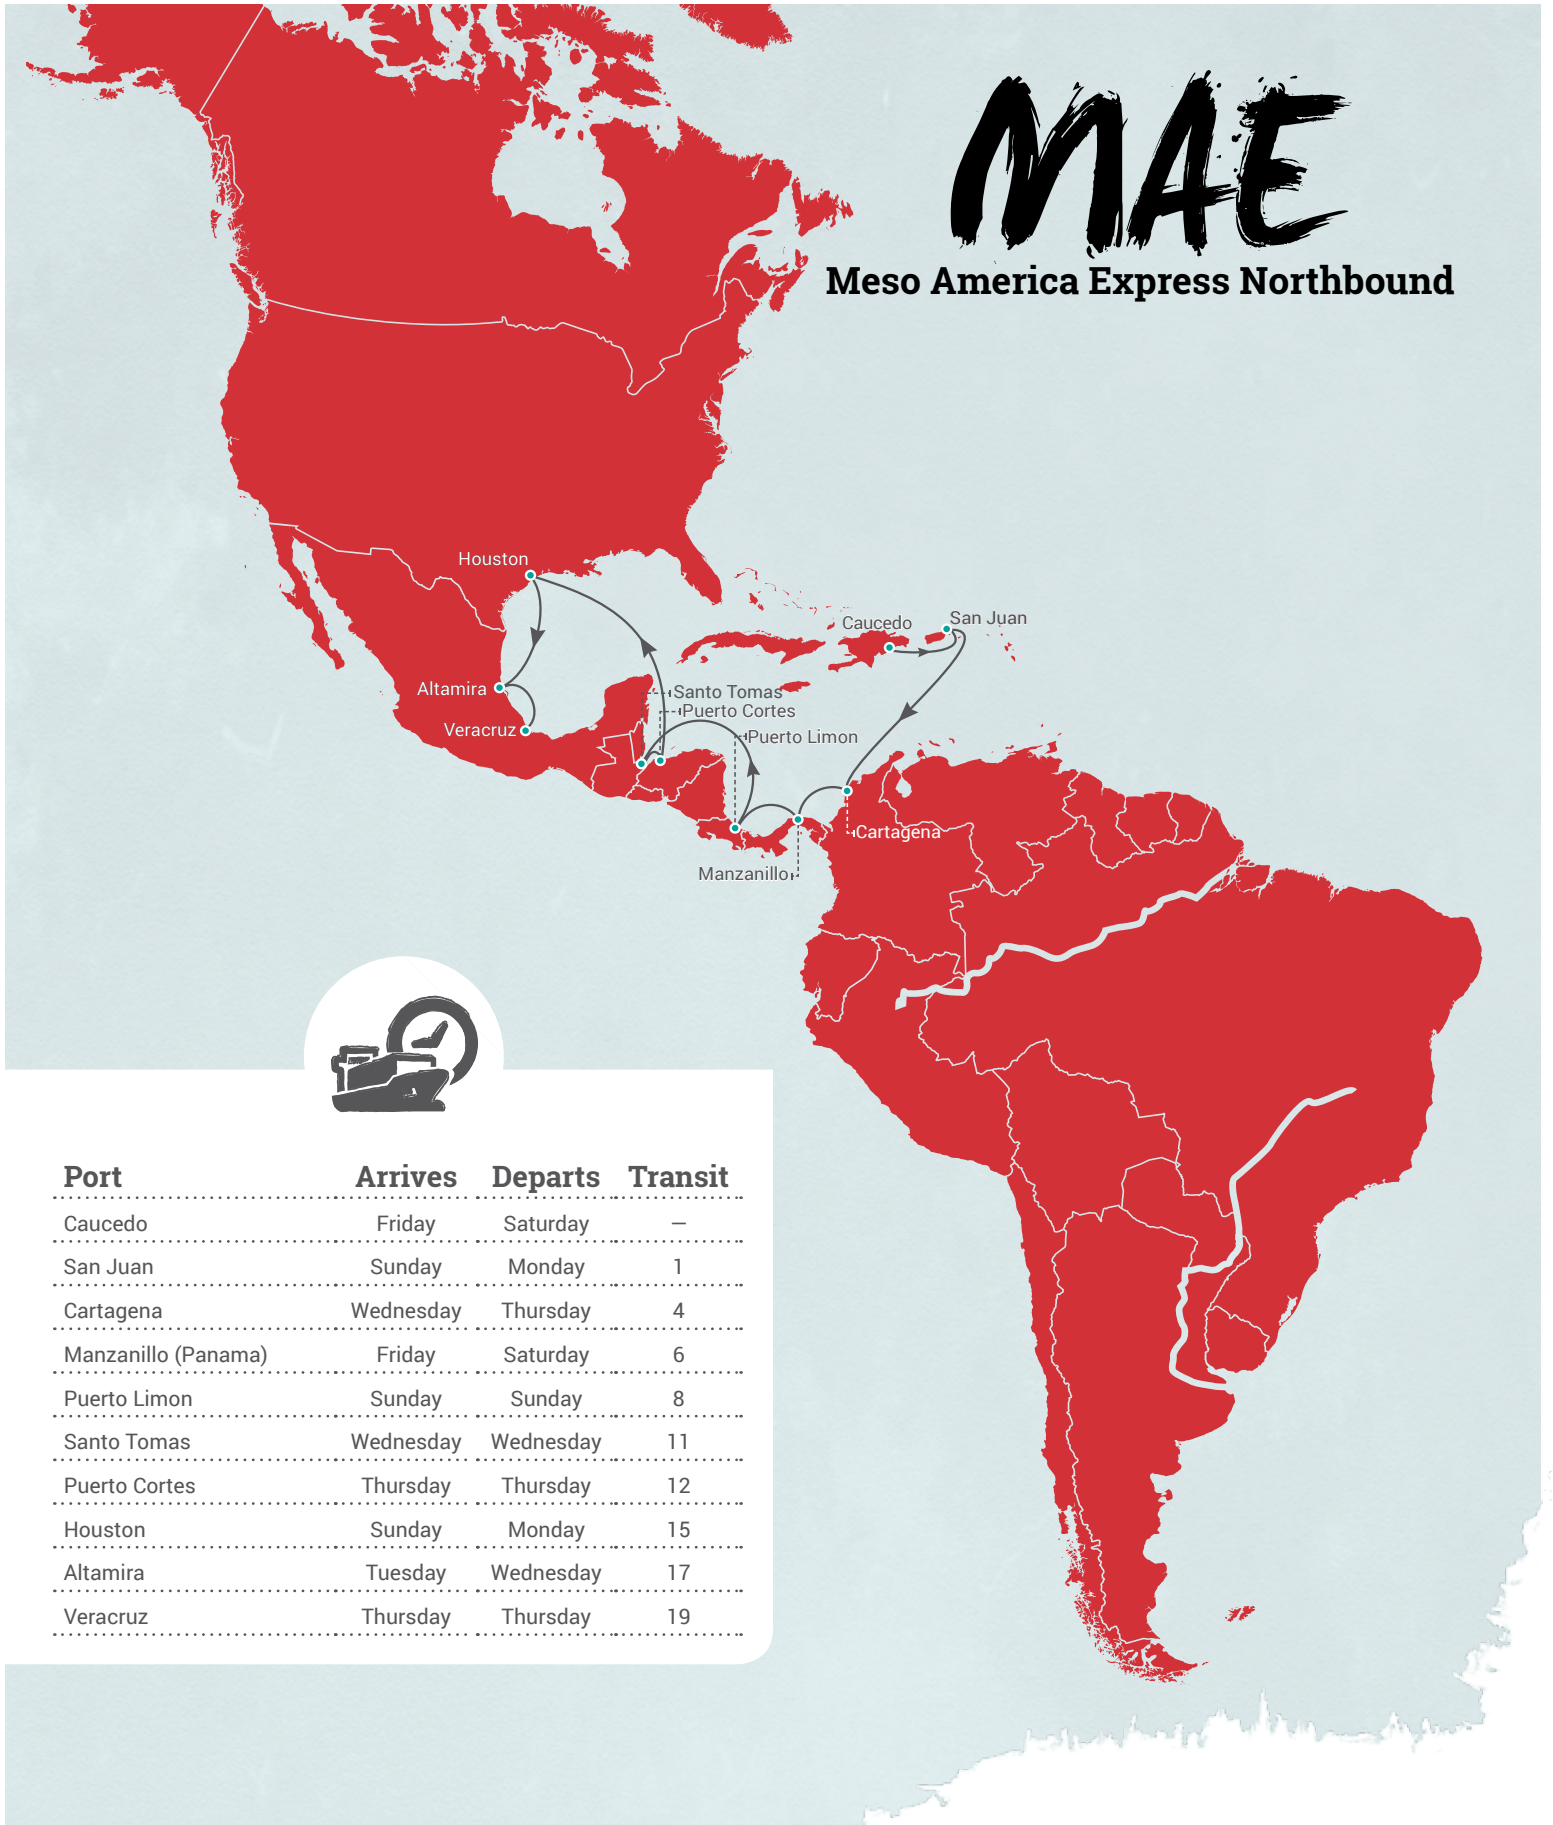 MAE
Meso America Express Northbound
Houston
Caucedo
San Juan
Altamira
Santo Tomas
Puerto Cortes
Veracruz
Puerto Limon
Cartagena
Manzanillo
Port Arrives Departs Transit
Caucedo Friday Saturday —
San Juan Sunday Monday 1
Cartagena Wednesday Thursday 4
Manzanillo (Panama) Friday Saturday 6
Puerto Limon Sunday Sunday 8
Santo Tomas Wednesday Wednesday 11
Puerto Cortes Thursday Thursday 12
Houston Sunday Monday 15
Altamira Tuesday Wednesday 17
Veracruz Thursday Thursday 19